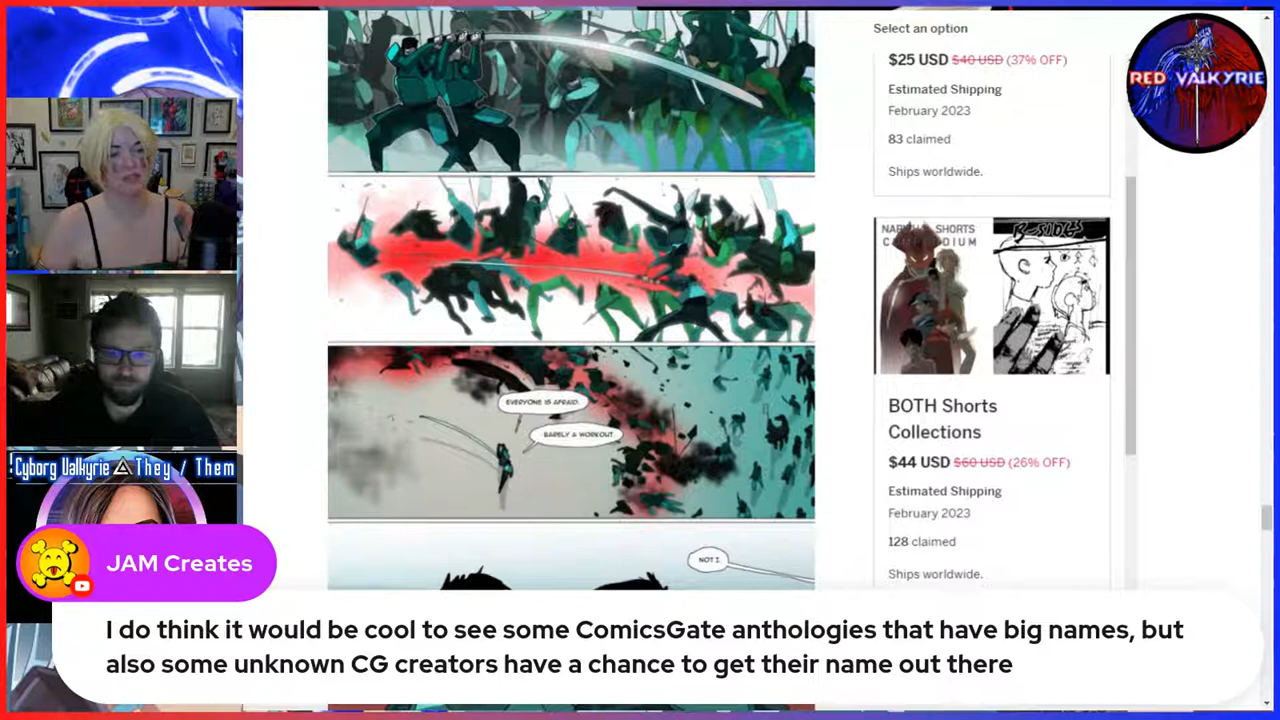 Select an option
$25 USD $40 USD (37% OFF)
Estimated Shipping
February 2023
83 claimed
Ships worldwide.
RED VALKYRIE
SHORTS
B-SIDES
BOTH Shorts
Collections
$44 USD $60 USD (26% OFF)
Estimated Shipping
February 2023
128 claimed
Ships worldwide.
EVERYONE IS AFRAID.
BARELY A WORKOUT.
NOT I.
Cyborg Valkyrie They / Them
JAM Creates
I do think it would be cool to see some ComicsGate anthologies that have big names, but
also some unknown CG creators have a chance to get their name out there